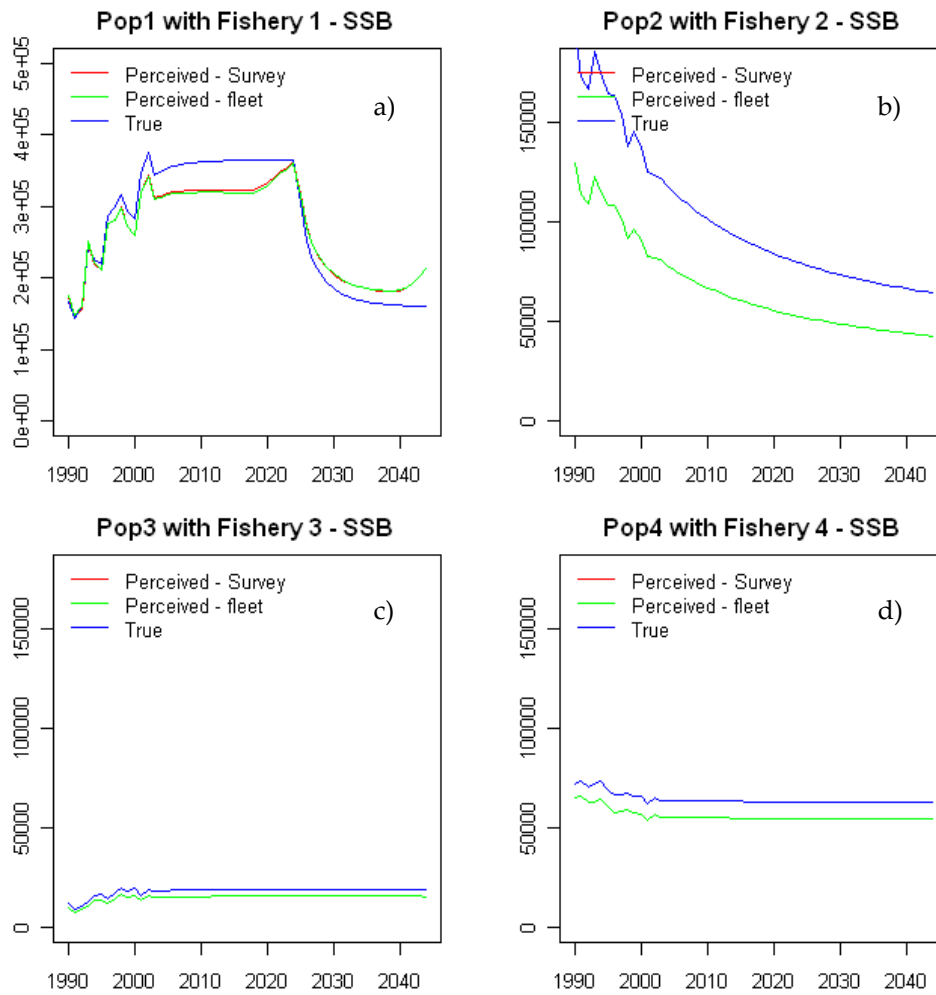 Pop1 with Fishery 1 - SSB
5e+05
4e+05
3e+05
2e+05
1e+05
0e+00
Perceived - Survey
Perceived - fleet
True
a)
1990 2000 2010 2020 2030 2040
Pop2 with Fishery 2 - SSB
150000
100000
50000
0
Perceived - Survey
Perceived - fleet
True
b)
1990 2000 2010 2020 2030 2040
Pop3 with Fishery 3 - SSB
150000
100000
50000
0
Perceived - Survey
Perceived - fleet
True
c)
1990 2000 2010 2020 2030 2040
Pop4 with Fishery 4 - SSB
150000
100000
50000
0
Perceived - Survey
Perceived - fleet
True
d)
1990 2000 2010 2020 2030 2040